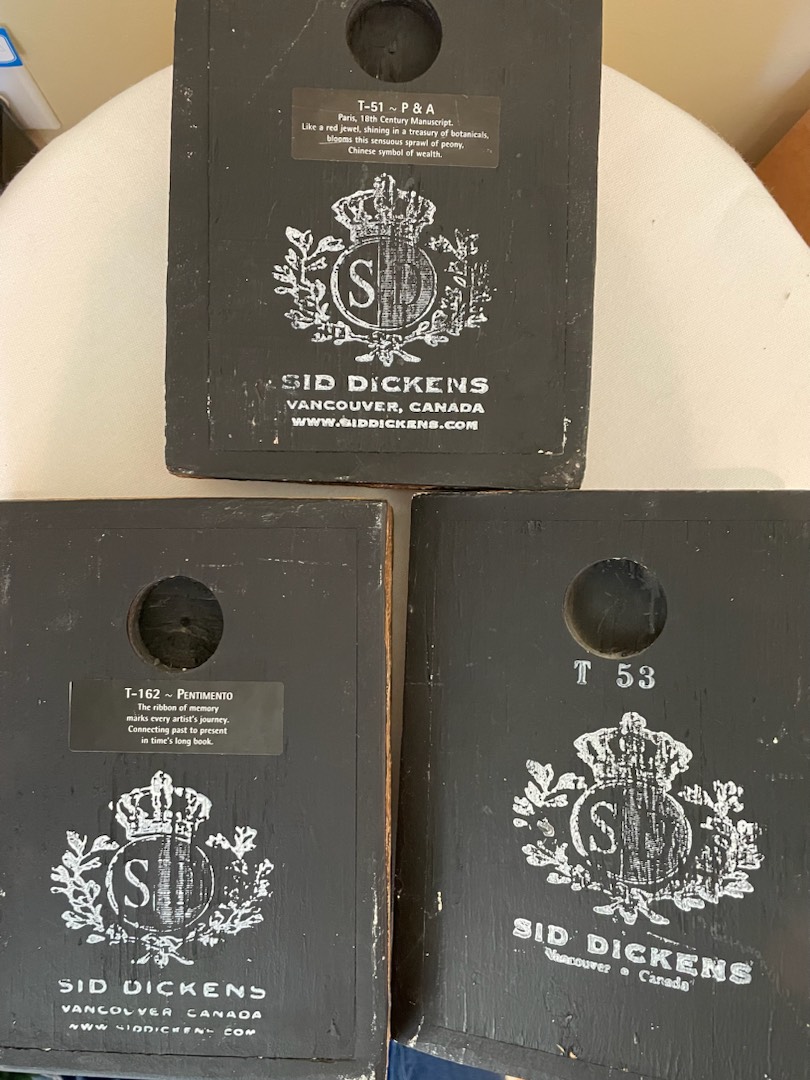 T-51 ~ P & A
Paris, 18th Century Manuscript.
Like a red jewel, shining in a treasury of botanicals,
blooms this sensuous sprawl of peony,
Chinese symbol of wealth.
SD
SID DICKENS
VANCOUVER, CANADA
WWW.SIDDICKENS.COM
T-162 ~ PENTIMENTO
The ribbon of memory
marks every artist's journey.
Connecting past to present
in time's long book.
SD
SID DICKENS
VANCOUVER CANADA
WWW SIDDICKENS COM
T 53
SD
SID DICKENS
Vancouver Canada